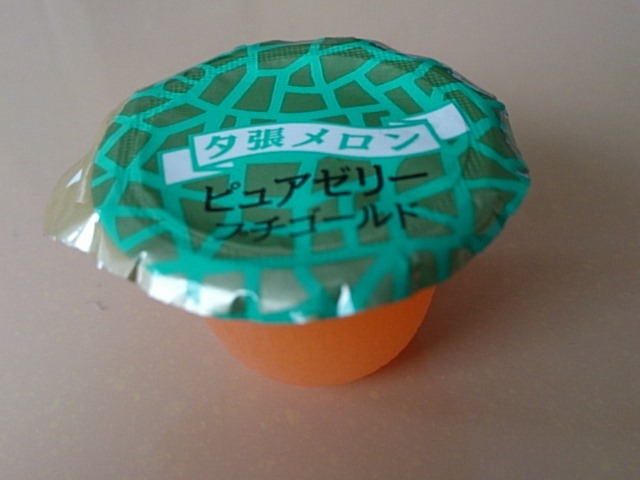 夕張メロン
ピュアゼリー
プチゴールド